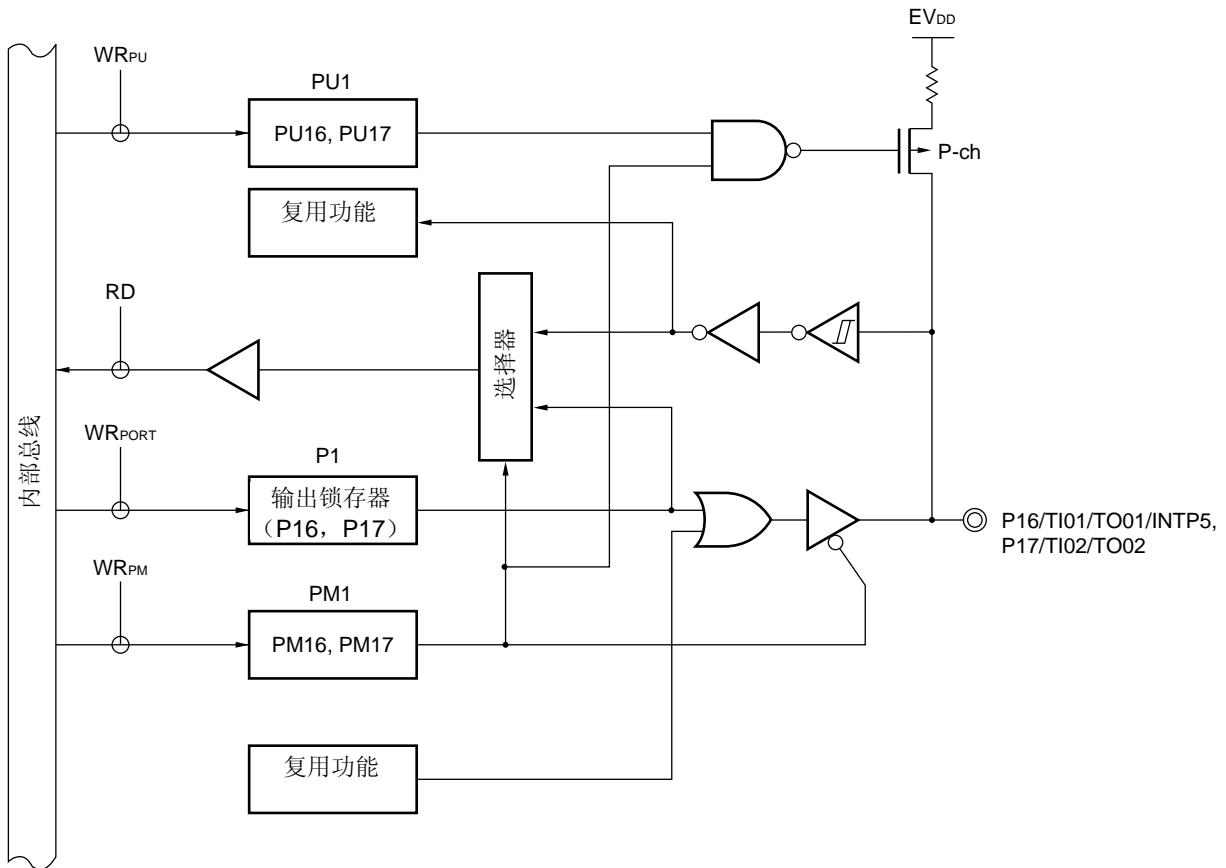 EVDD
WRPU
PU1
PU16, PU17
P-ch
复用功能
RD
选择器
内部总线
WRPORT
P1
输出锁存器
（P16，P17）
P16/TI01/TO01/INTP5,
P17/TI02/TO02
WRPM
PM1
PM16, PM17
复用功能